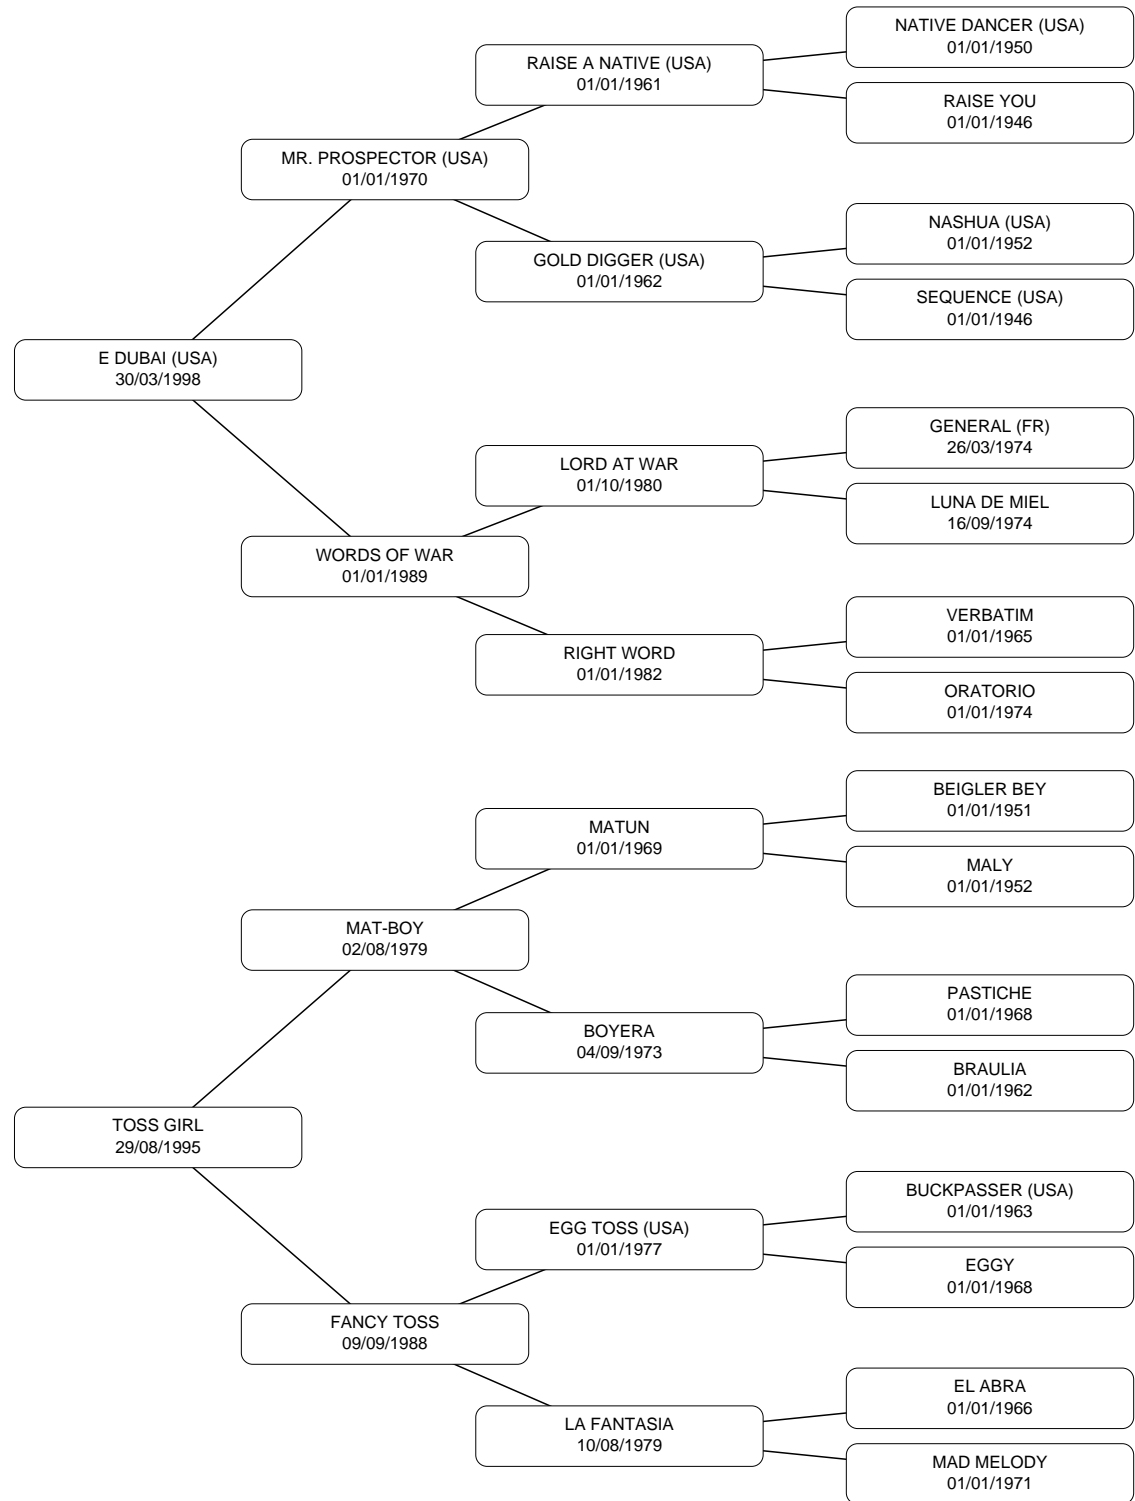 NATIVE DANCER (USA)
01/01/1950
RAISE A NATIVE (USA)
01/01/1961
RAISE YOU
01/01/1946
MR. PROSPECTOR (USA)
01/01/1970
NASHUA (USA)
01/01/1952
GOLD DIGGER (USA)
01/01/1962
SEQUENCE (USA)
01/01/1946
E DUBAI (USA)
30/03/1998
GENERAL (FR)
26/03/1974
LORD AT WAR
01/10/1980
LUNA DE MIEL
16/09/1974
WORDS OF WAR
01/01/1989
VERBATIM
01/01/1965
RIGHT WORD
01/01/1982
ORATORIO
01/01/1974
BEIGLER BEY
01/01/1951
MATUN
01/01/1969
MALY
01/01/1952
MAT-BOY
02/08/1979
PASTICHE
01/01/1968
BOYERA
04/09/1973
BRAULIA
01/01/1962
TOSS GIRL
29/08/1995
BUCKPASSER (USA)
01/01/1963
EGG TOSS (USA)
01/01/1977
EGGY
01/01/1968
FANCY TOSS
09/09/1988
EL ABRA
01/01/1966
LA FANTASIA
10/08/1979
MAD MELODY
01/01/1971